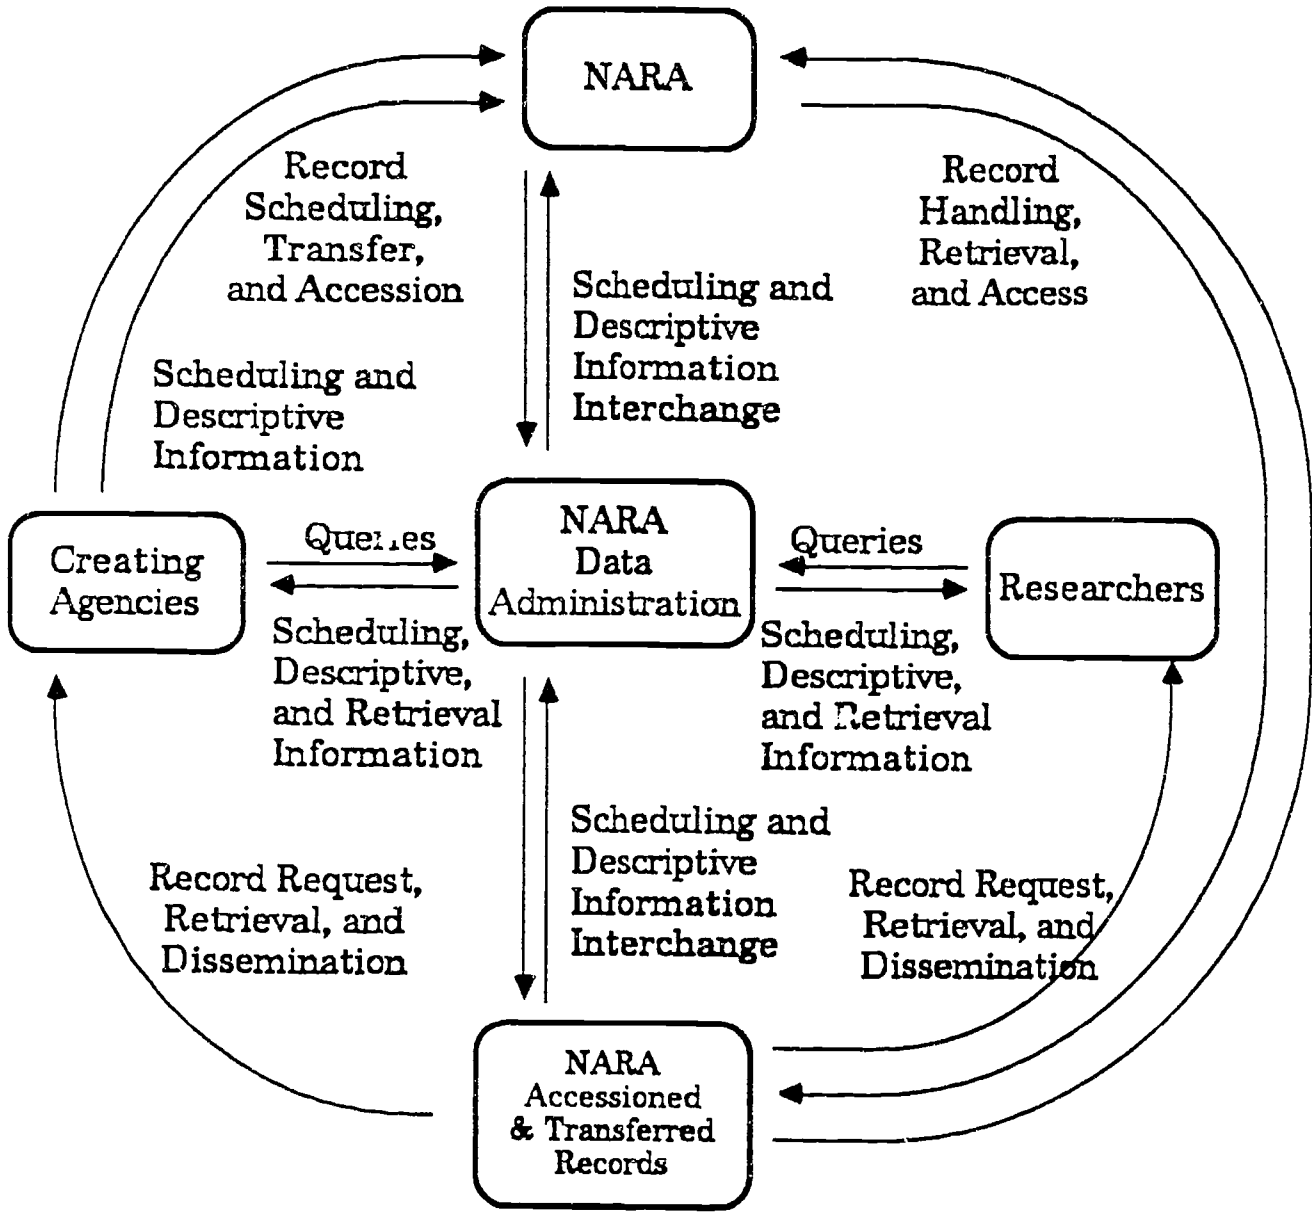 NARA
Record
Scheduling,
Transfer,
and Accession
Record
Handling,
Retrieval,
and Access
Scheduling and
Descriptive
Information
Interchange
Scheduling and
Descriptive
Information
Creating
Agencies
Queries
NARA
Data
Administration
Queries
Researchers
Scheduling,
Descriptive,
and Retrieval
Information
Scheduling,
Descriptive,
and Retrieval
Information
Scheduling and
Descriptive
Information
Interchange
Record Request,
Retrieval, and
Dissemination
Record Request,
Retrieval, and
Dissemination
NARA
Accessioned
& Transferred
Records